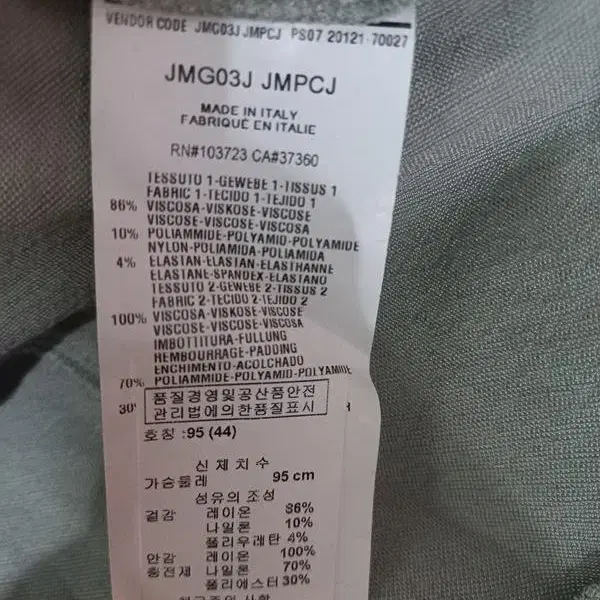 VENDOR CODE JMG03J JMPCJ PS07 20121-70027
JMG03J JMPCJ
MADE IN ITALY
FABRIQUÉ EN ITALIE
RN#103723 CA#37360
TESSUTO 1-GEWEBE 1-TISSUS 1
FABRIC 1-TECIDO 1-TEJIDO 1
86% VISCOSA-VISKOSE-VISCOSE
VISCOSE-VISCOSE-VISCOSA
10% POLIAMMIDE-POLYAMID-POLYAMIDE
NYLON-POLIAMIDA-POLIAMIDA
4% ELASTAN-ELASTAN-ELASTHANNE
ELASTANE-SPANDEX-ELASTANO
TESSUTO 2-GEWEBE 2-TISSUS 2
FABRIC 2-TECIDO 2-TEJIDO 2
100% VISCOSA-VISKOSE-VISCOSE
VISCOSE-VISCOSE-VISCOSA
IMBOTTITURA-FULLUNG
REMBOURRAGE-PADDING
ENCHIMENTO-ACOLCHADO
70% POLIAMMIDE-POLYAMID-POLYAMIDE
30
품질경영및공산품안전
관리법에의한품질표시
호칭 :95 (44)
신체치수
가슴둘레 95 cm
섬유의 조성
겉감 레이온 86%
나일론 10%
폴리우레탄 4%
안감 레이온 100%
충전제 나일론 70%
폴리에스터 30%